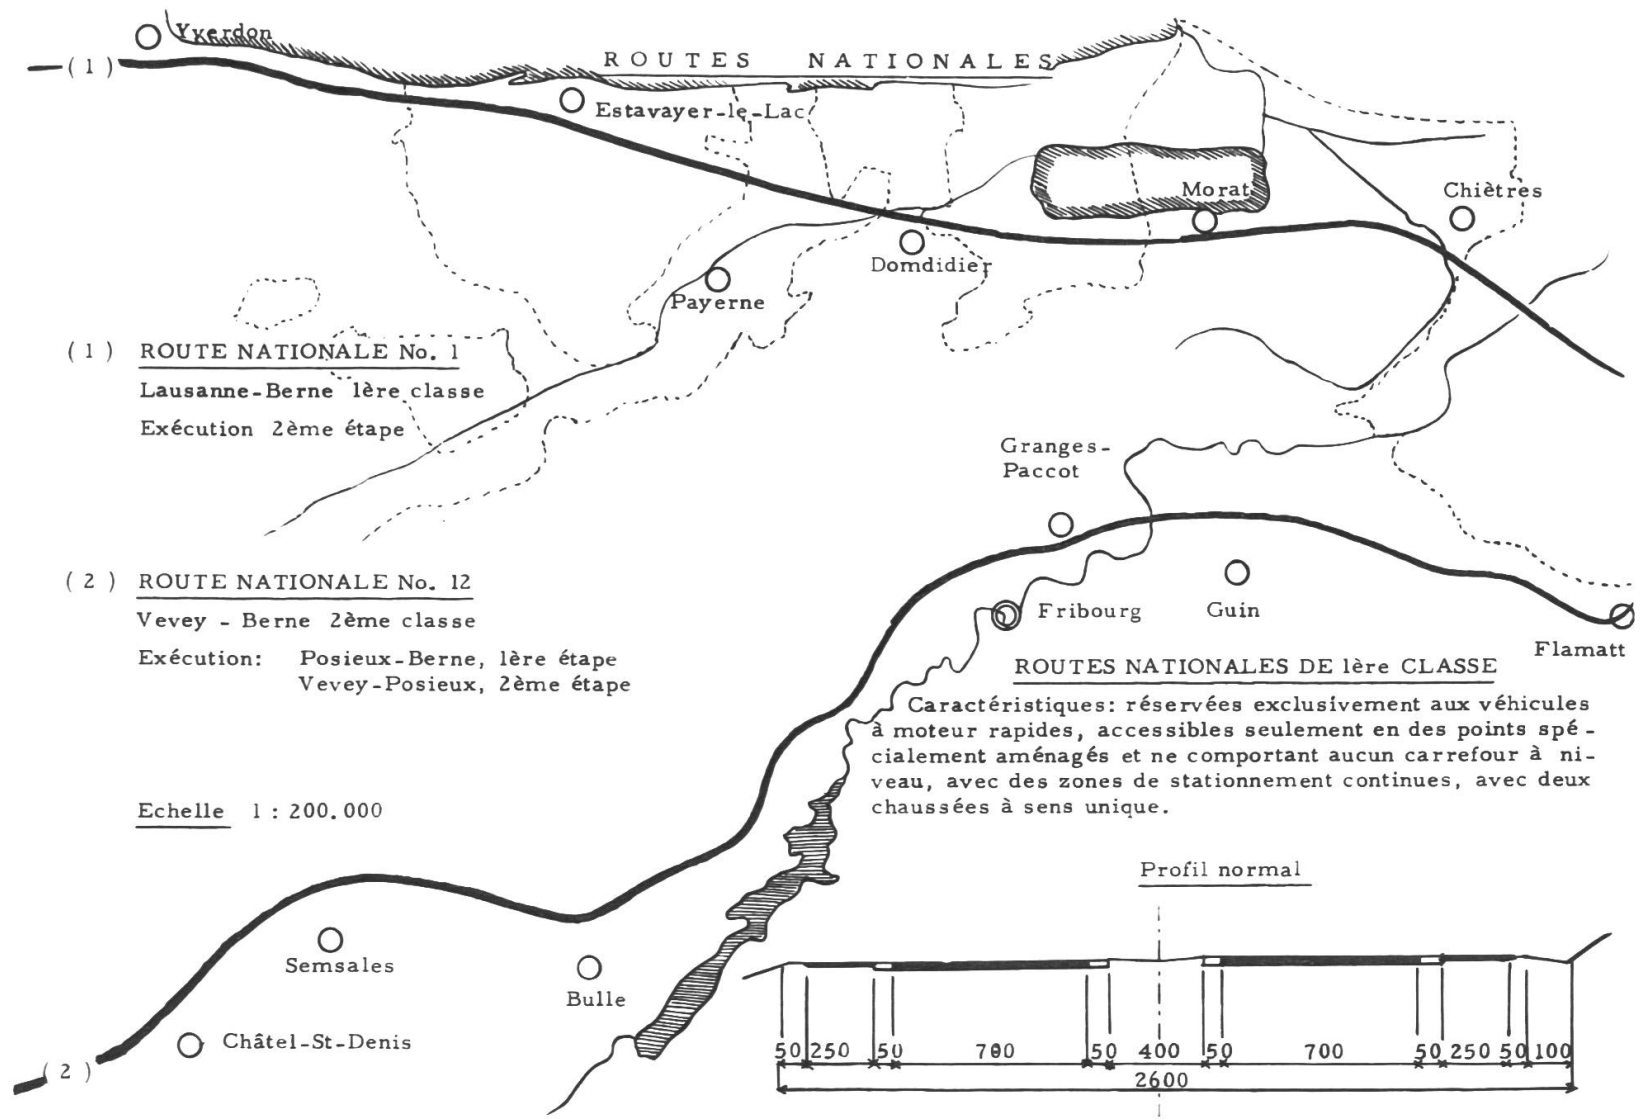 ROUTES NATIONALES
Yverdon
( 1 )
Estavayer-le-Lac
Morat
Chiètres
Domdidier
Payerne
( 1 ) ROUTE NATIONALE No. 1
Lausanne-Berne 1ère classe
Exécution 2ème étape
Granges-
Paccot
( 2 ) ROUTE NATIONALE No. 12
Vevey - Berne 2ème classe
Exécution: Posieux-Berne, 1ère étape
Vevey-Posieux, 2ème étape
Fribourg
Guin
Flamatt
ROUTES NATIONALES DE 1ère CLASSE
Caractéristiques: réservées exclusivement aux véhicules
à moteur rapides, accessibles seulement en des points spé-
cialement aménagés et ne comportant aucun carrefour à ni-
veau, avec des zones de stationnement continues, avec deux
chaussées à sens unique.
Echelle 1 : 200.000
Profil normal
Semsales
Bulle
Châtel-St-Denis
( 2 )
50 250 50 700 50 400 50 700 50 250 50 100
2600